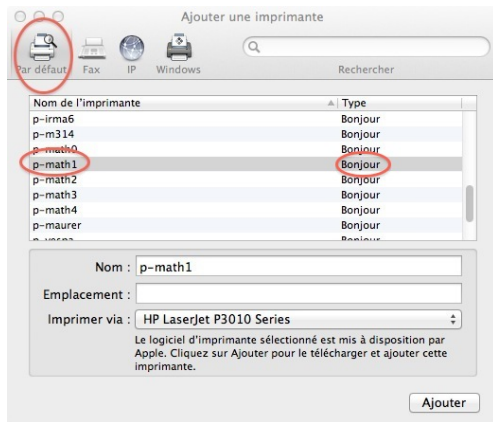 Ajouter une imprimante
Par défaut Fax IP Windows Rechercher
Nom de l'imprimante Type
p-irma6 Bonjour
p-m314 Bonjour
p-math0 Bonjour
p-math1 Bonjour
p-math2 Bonjour
p-math3 Bonjour
p-math4 Bonjour
p-maurer Bonjour
p-vespa Bonjour
Nom : p-math1
Emplacement :
Imprimer via : HP LaserJet P3010 Series
Le logiciel d'imprimante sélectionné est mis à disposition par
Apple. Cliquez sur Ajouter pour le télécharger et ajouter cette
imprimante.
Ajouter